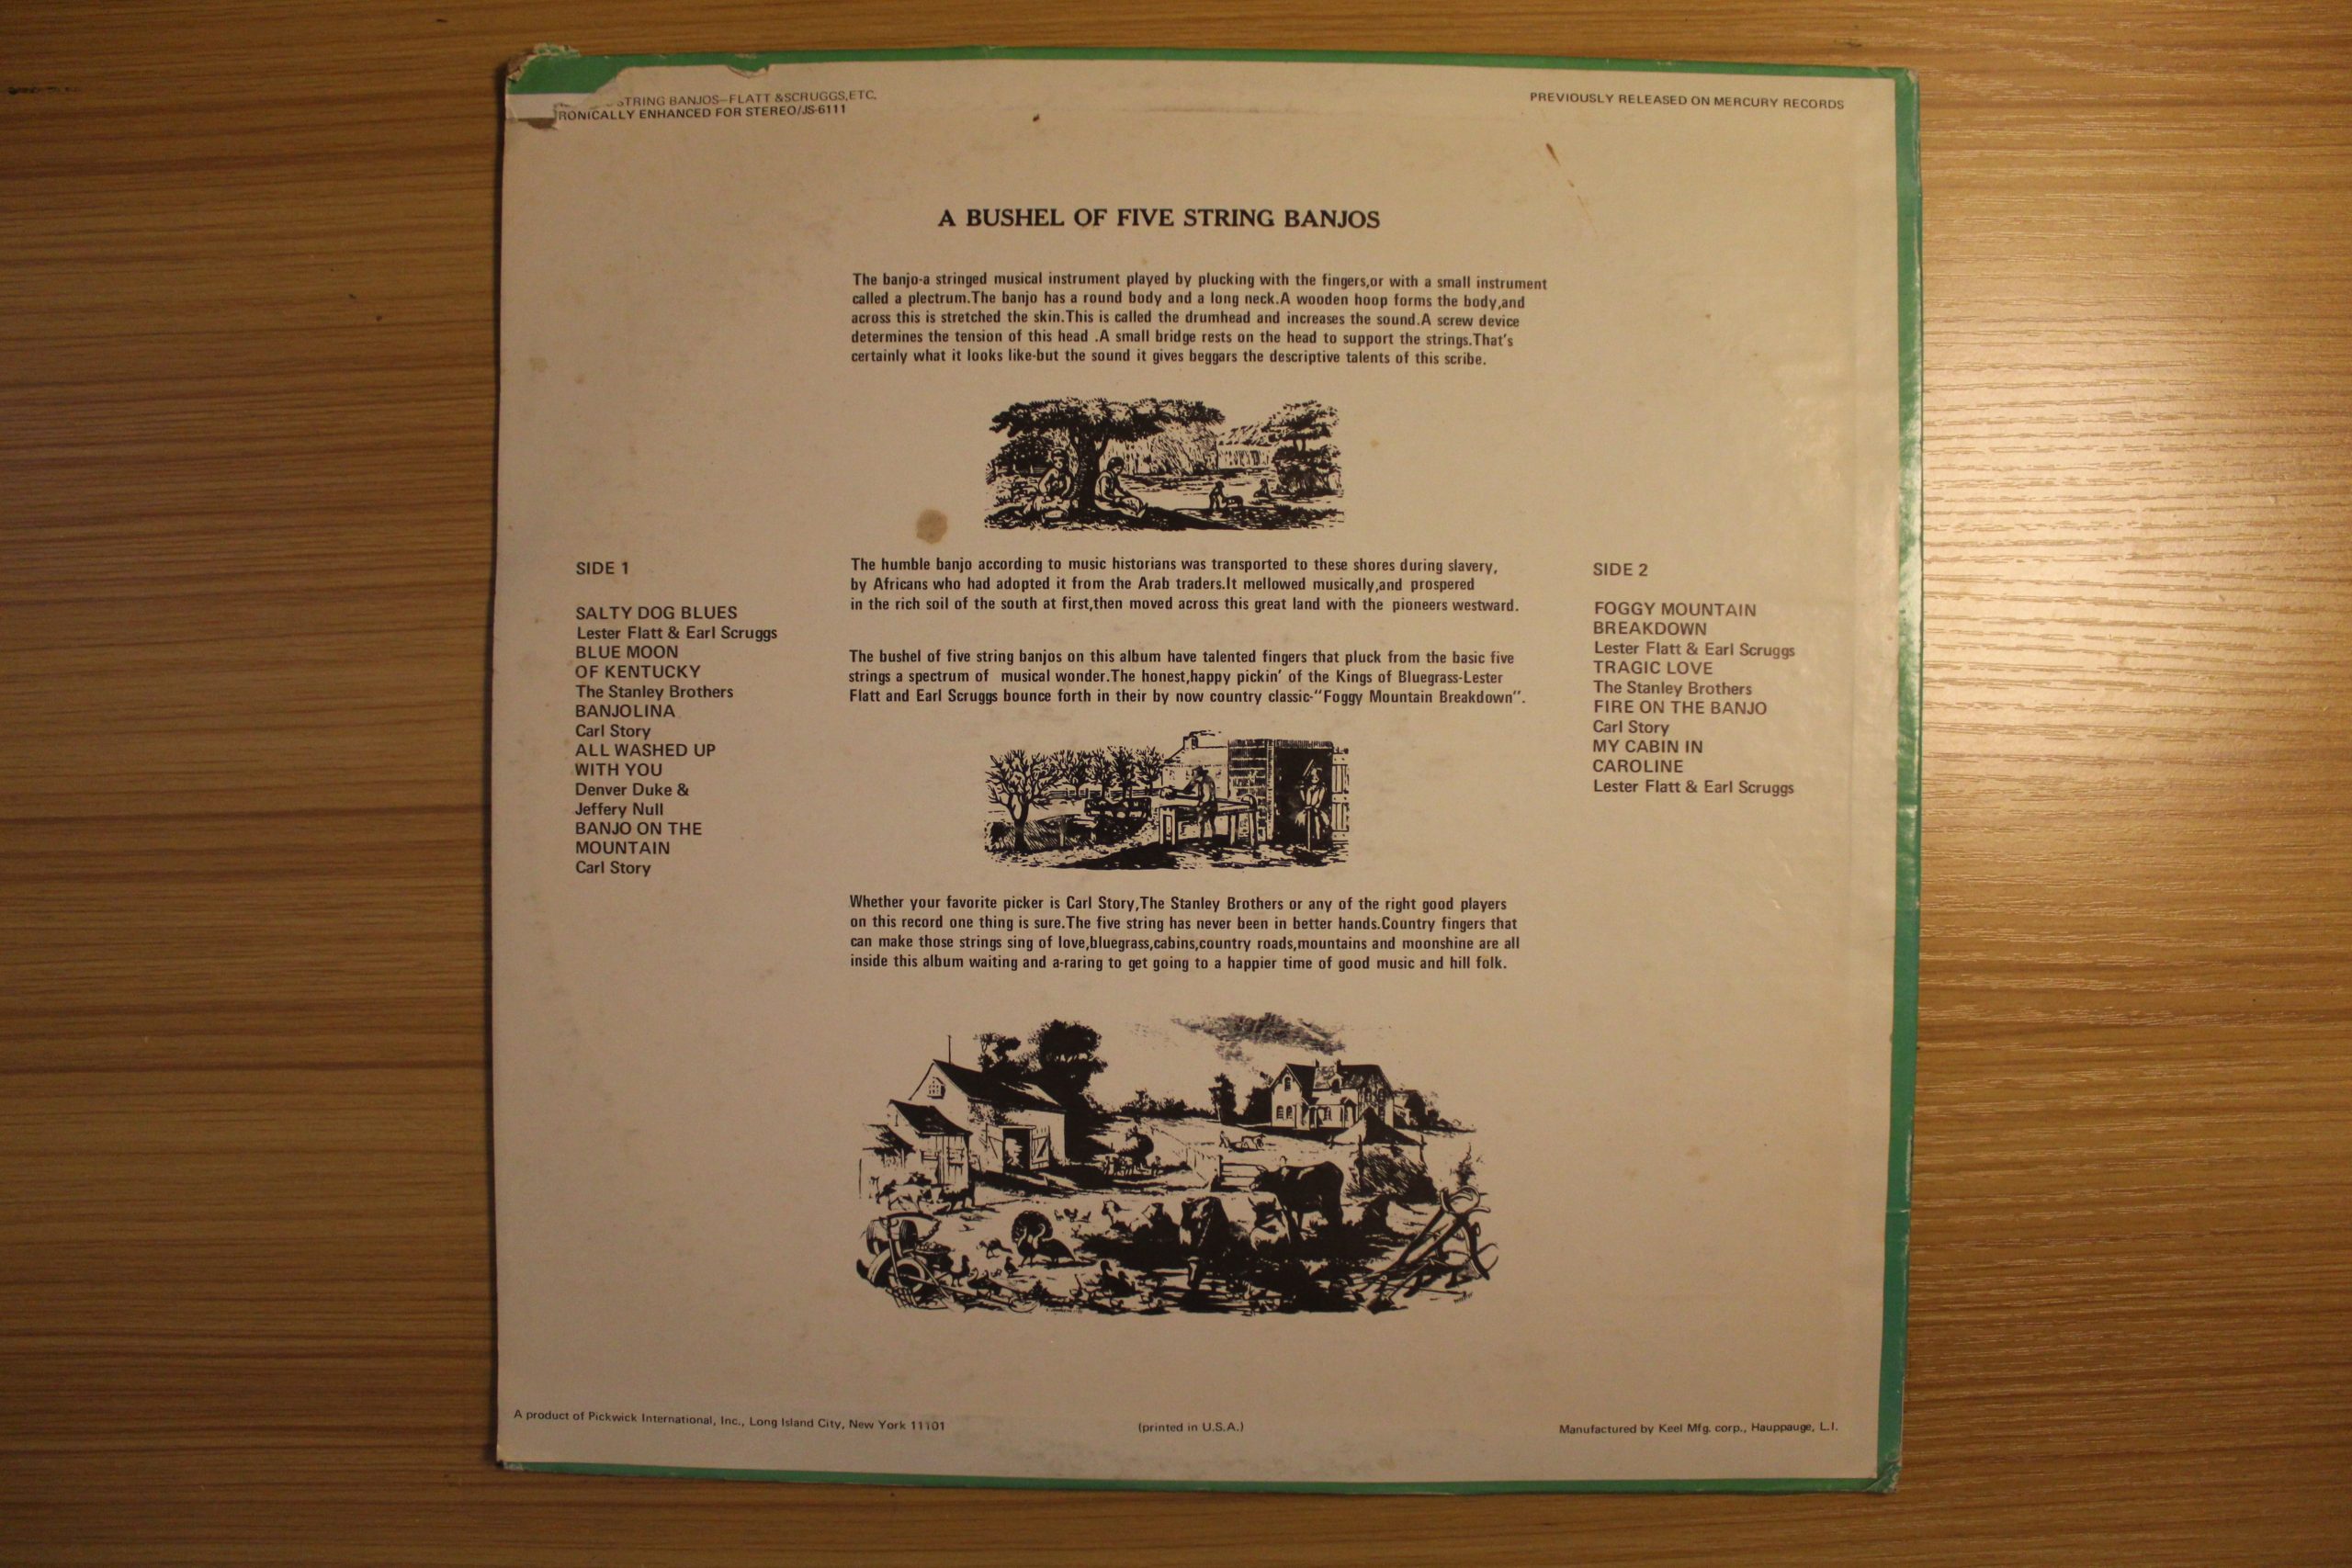 STRING BANJOS—FLATT &SCRUGGS,ETC.
RONICALLY ENHANCED FOR STEREO/JS-6111
PREVIOUSLY RELEASED ON MERCURY RECORDS
A BUSHEL OF FIVE STRING BANJOS
The banjo-a stringed musical instrument played by plucking with the fingers,or with a small instrument
called a plectrum.The banjo has a round body and a long neck.A wooden hoop forms the body,and
across this is stretched the skin.This is called the drumhead and increases the sound.A screw device
determines the tension of this head .A small bridge rests on the head to support the strings.That's
certainly what it looks like-but the sound it gives beggars the descriptive talents of this scribe.
SIDE 1
SALTY DOG BLUES
Lester Flatt & Earl Scruggs
BLUE MOON
OF KENTUCKY
The Stanley Brothers
BANJOLINA
Carl Story
ALL WASHED UP
WITH YOU
Denver Duke &
Jeffery Null
BANJO ON THE
MOUNTAIN
Carl Story
The humble banjo according to music historians was transported to these shores during slavery,
by Africans who had adopted it from the Arab traders.It mellowed musically,and prospered
in the rich soil of the south at first,then moved across this great land with the pioneers westward.
The bushel of five string banjos on this album have talented fingers that pluck from the basic five
strings a spectrum of musical wonder.The honest,happy pickin' of the Kings of Bluegrass-Lester
Flatt and Earl Scruggs bounce forth in their by now country classic-"Foggy Mountain Breakdown".
Whether your favorite picker is Carl Story,The Stanley Brothers or any of the right good players
on this record one thing is sure.The five string has never been in better hands.Country fingers that
can make those strings sing of love,bluegrass,cabins,country roads,mountains and moonshine are all
inside this album waiting and a-raring to get going to a happier time of good music and hill folk.
SIDE 2
FOGGY MOUNTAIN
BREAKDOWN
Lester Flatt & Earl Scruggs
TRAGIC LOVE
The Stanley Brothers
FIRE ON THE BANJO
Carl Story
MY CABIN IN
CAROLINE
Lester Flatt & Earl Scruggs
A product of Pickwick International, Inc., Long Island City, New York 11101
(printed in U.S.A.)
Manufactured by Keel Mfg. corp., Hauppauge, L.I.